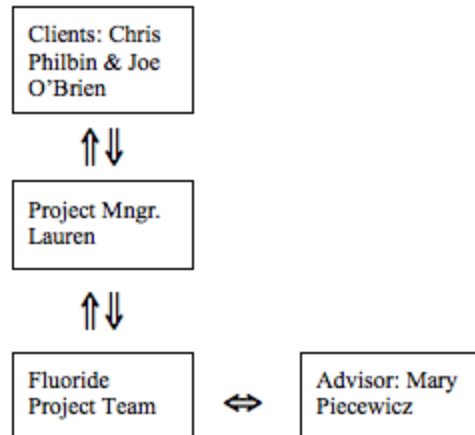 Clients: Chris
Philbin & Joe
O'Brien
Project Mngr.
Lauren
Fluoride
Project Team
Advisor: Mary
Piecewicz